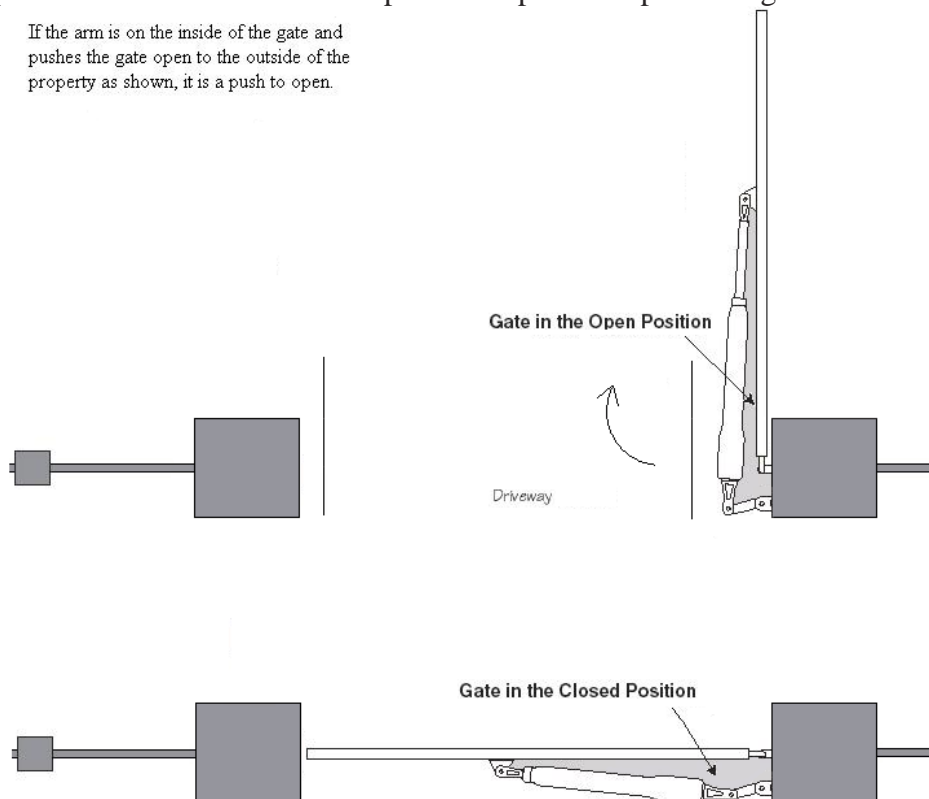 If the arm is on the inside of the gate and
pushes the gate open to the outside of the
property as shown, it is a push to open.
Gate in the Open Position
Driveway
Gate in the Closed Position